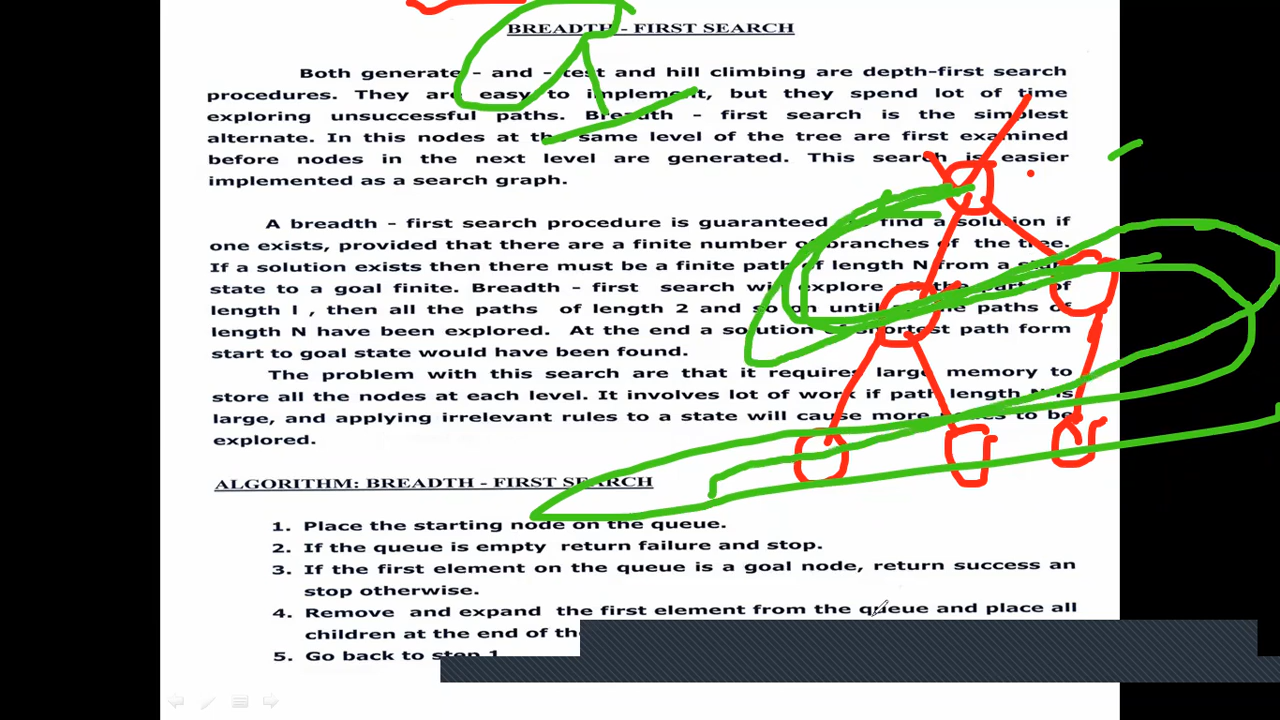 BREADTH - FIRST SEARCH
Both generate - and - test and hill climbing are depth-first search
procedures. They are easy to implement, but they spend lot of time
exploring unsuccessful paths. Breadth - first search is the simplest
alternate. In this nodes at the same level of the tree are first examined
before nodes in the next level are generated. This search is easier
implemented as a search graph.
A breadth - first search procedure is guaranteed to find a solution if
one exists, provided that there are a finite number of branches of the tree.
If a solution exists then there must be a finite path of length N from a start
state to a goal finite. Breadth - first search will explore all the parts of
length l , then all the paths of length 2 and so on until all the paths of
length N have been explored. At the end a solution of shortest path form
start to goal state would have been found.
The problem with this search are that it requires large memory to
store all the nodes at each level. It involves lot of work if path length N is
large, and applying irrelevant rules to a state will cause more nodes to be
explored.
ALGORITHM: BREADTH - FIRST SEARCH
1. Place the starting node on the queue.
2. If the queue is empty return failure and stop.
3. If the first element on the queue is a goal node, return success an
stop otherwise.
4. Remove and expand the first element from the queue and place all
children at the end of the
5. Go back to step 1